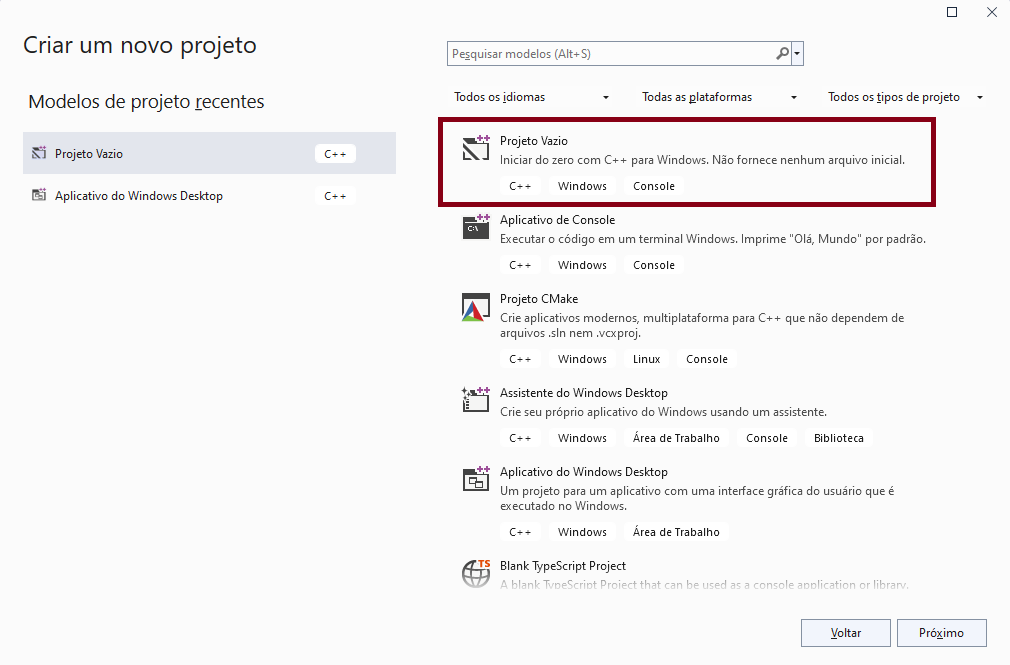 Criar um novo projeto
Pesquisar modelos (Alt+S)
Modelos de projeto recentes
Todos os idiomas
Todas as plataformas
Todos os tipos de projeto
Projeto Vazio
C++
Aplicativo do Windows Desktop
C++
Projeto Vazio
Iniciar do zero com C++ para Windows. Não fornece nenhum arquivo inicial.
C++ Windows Console
Aplicativo de Console
Executar o código em um terminal Windows. Imprime "Olá, Mundo" por padrão.
C++ Windows Console
Projeto CMake
Crie aplicativos modernos, multiplataforma para C++ que não dependem de
arquivos .sln nem .vcxproj.
C++ Windows Linux Console
Assistente do Windows Desktop
Crie seu próprio aplicativo do Windows usando um assistente.
C++ Windows Área de Trabalho Console Biblioteca
Aplicativo do Windows Desktop
Um projeto para um aplicativo com uma interface gráfica do usuário que é
executado no Windows.
C++ Windows Área de Trabalho
TS
Blank TypeScript Project
A blank TypeScript Project that can be used as a console application or library.
Voltar
Próximo